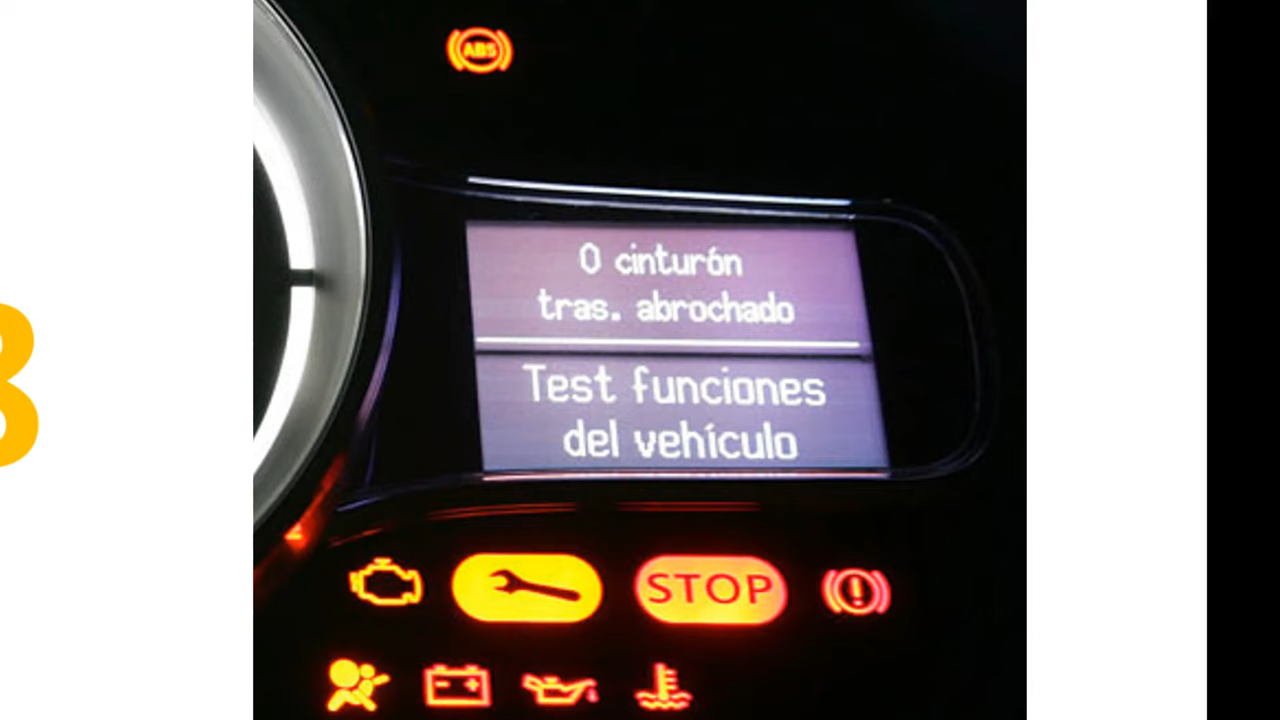 ABS
0 cinturón
tras. abrochado
Test funciones
del vehículo
STOP